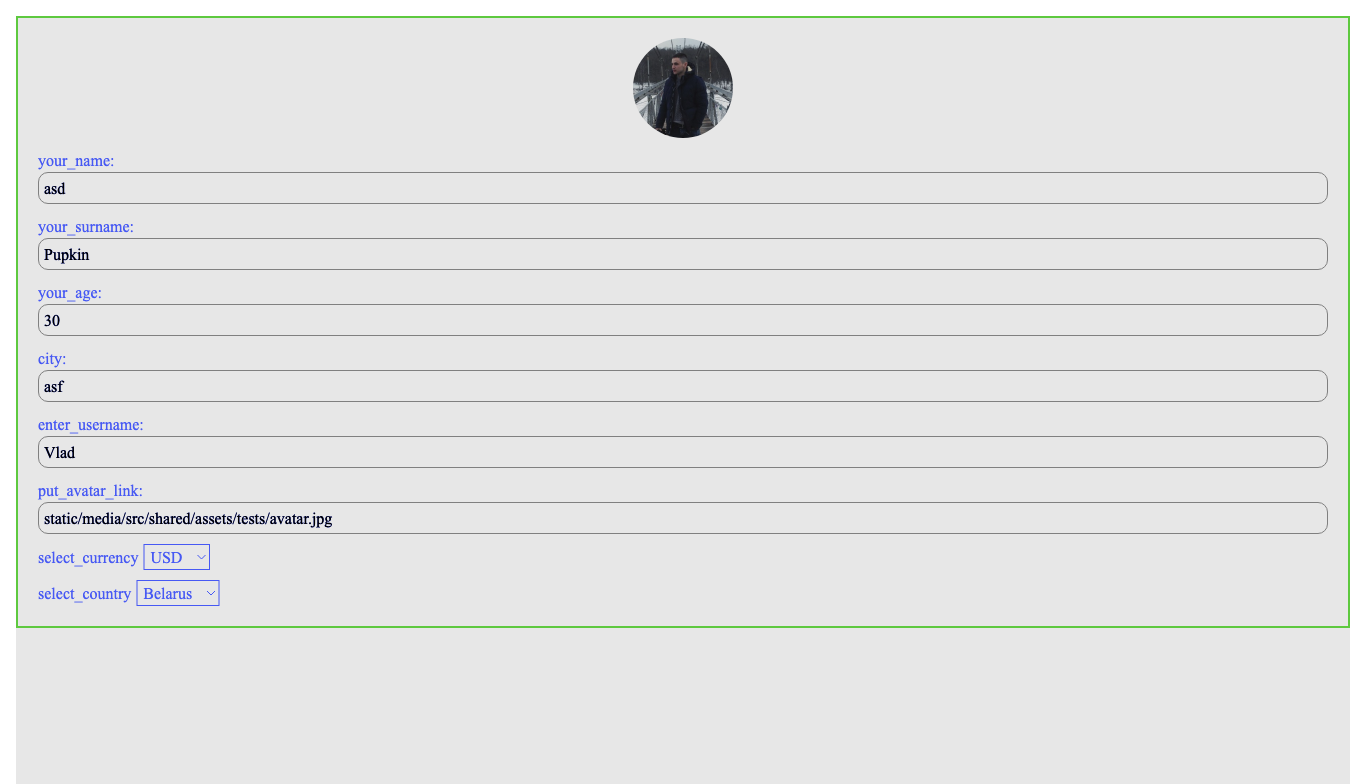 your_name:
asd
your_surname:
Pupkin
your_age:
30
city:
asf
enter_username:
Vlad
put_avatar_link:
static/media/src/shared/assets/tests/avatar.jpg
select_currency USD
select_country Belarus